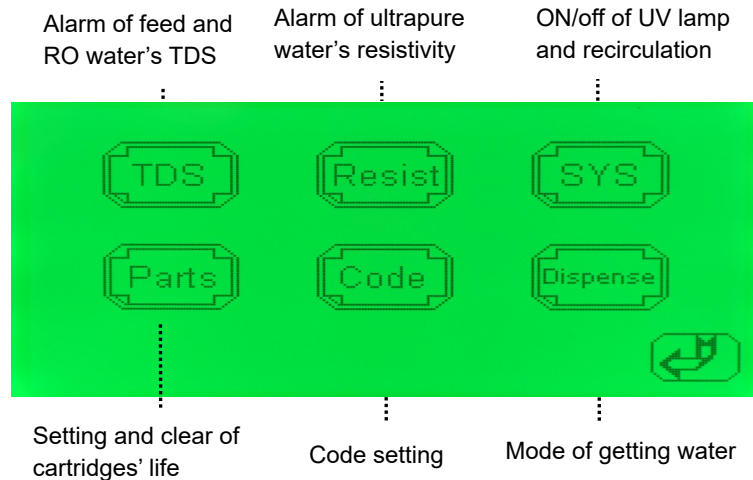 Alarm of feed and
RO water’s TDS
Alarm of ultrapure
water’s resistivity
ON/off of UV lamp
and recirculation
TDS
Resist
SYS
Parts
Code
Dispense
Setting and clear of
cartridges’ life
Code setting
Mode of getting water